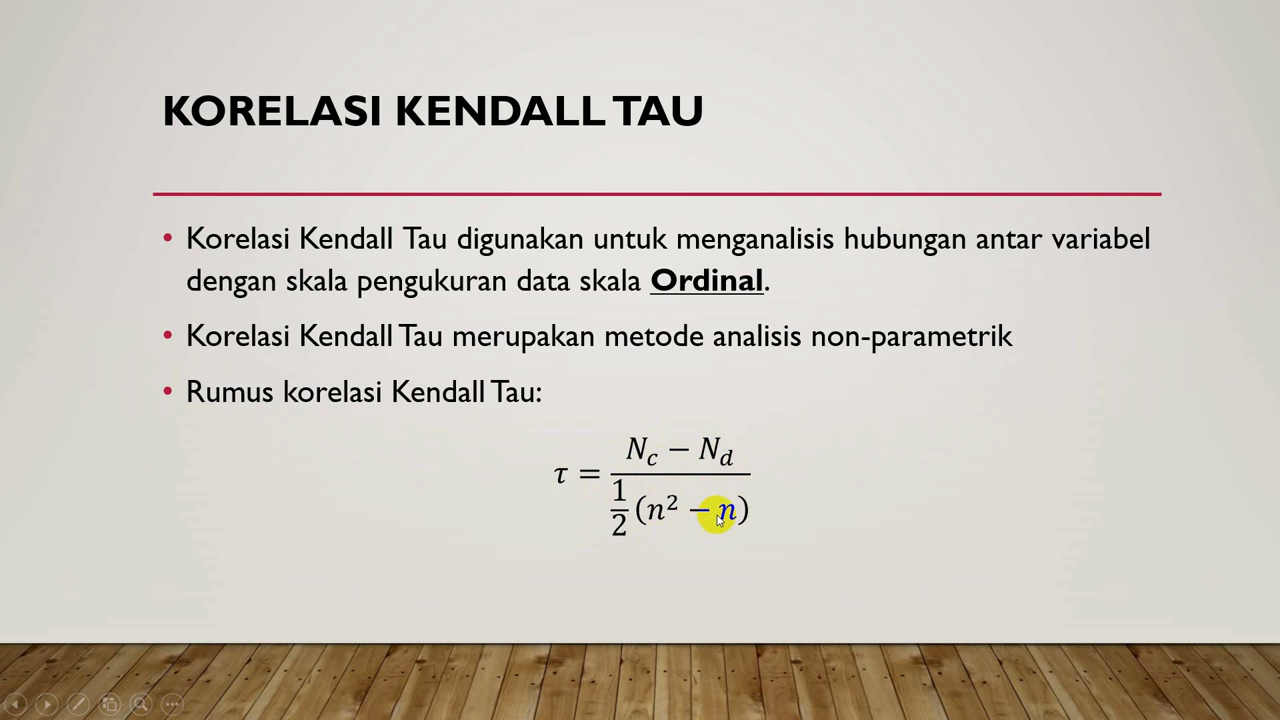 KORELASI KENDALL TAU
• Korelasi Kendall Tau digunakan untuk menganalisis hubungan antar variabel
dengan skala pengukuran data skala Ordinal.
• Korelasi Kendall Tau merupakan metode analisis non-parametrik
• Rumus korelasi Kendall Tau:
τ = (N_c − N_d) / (1/2 (n² − n))